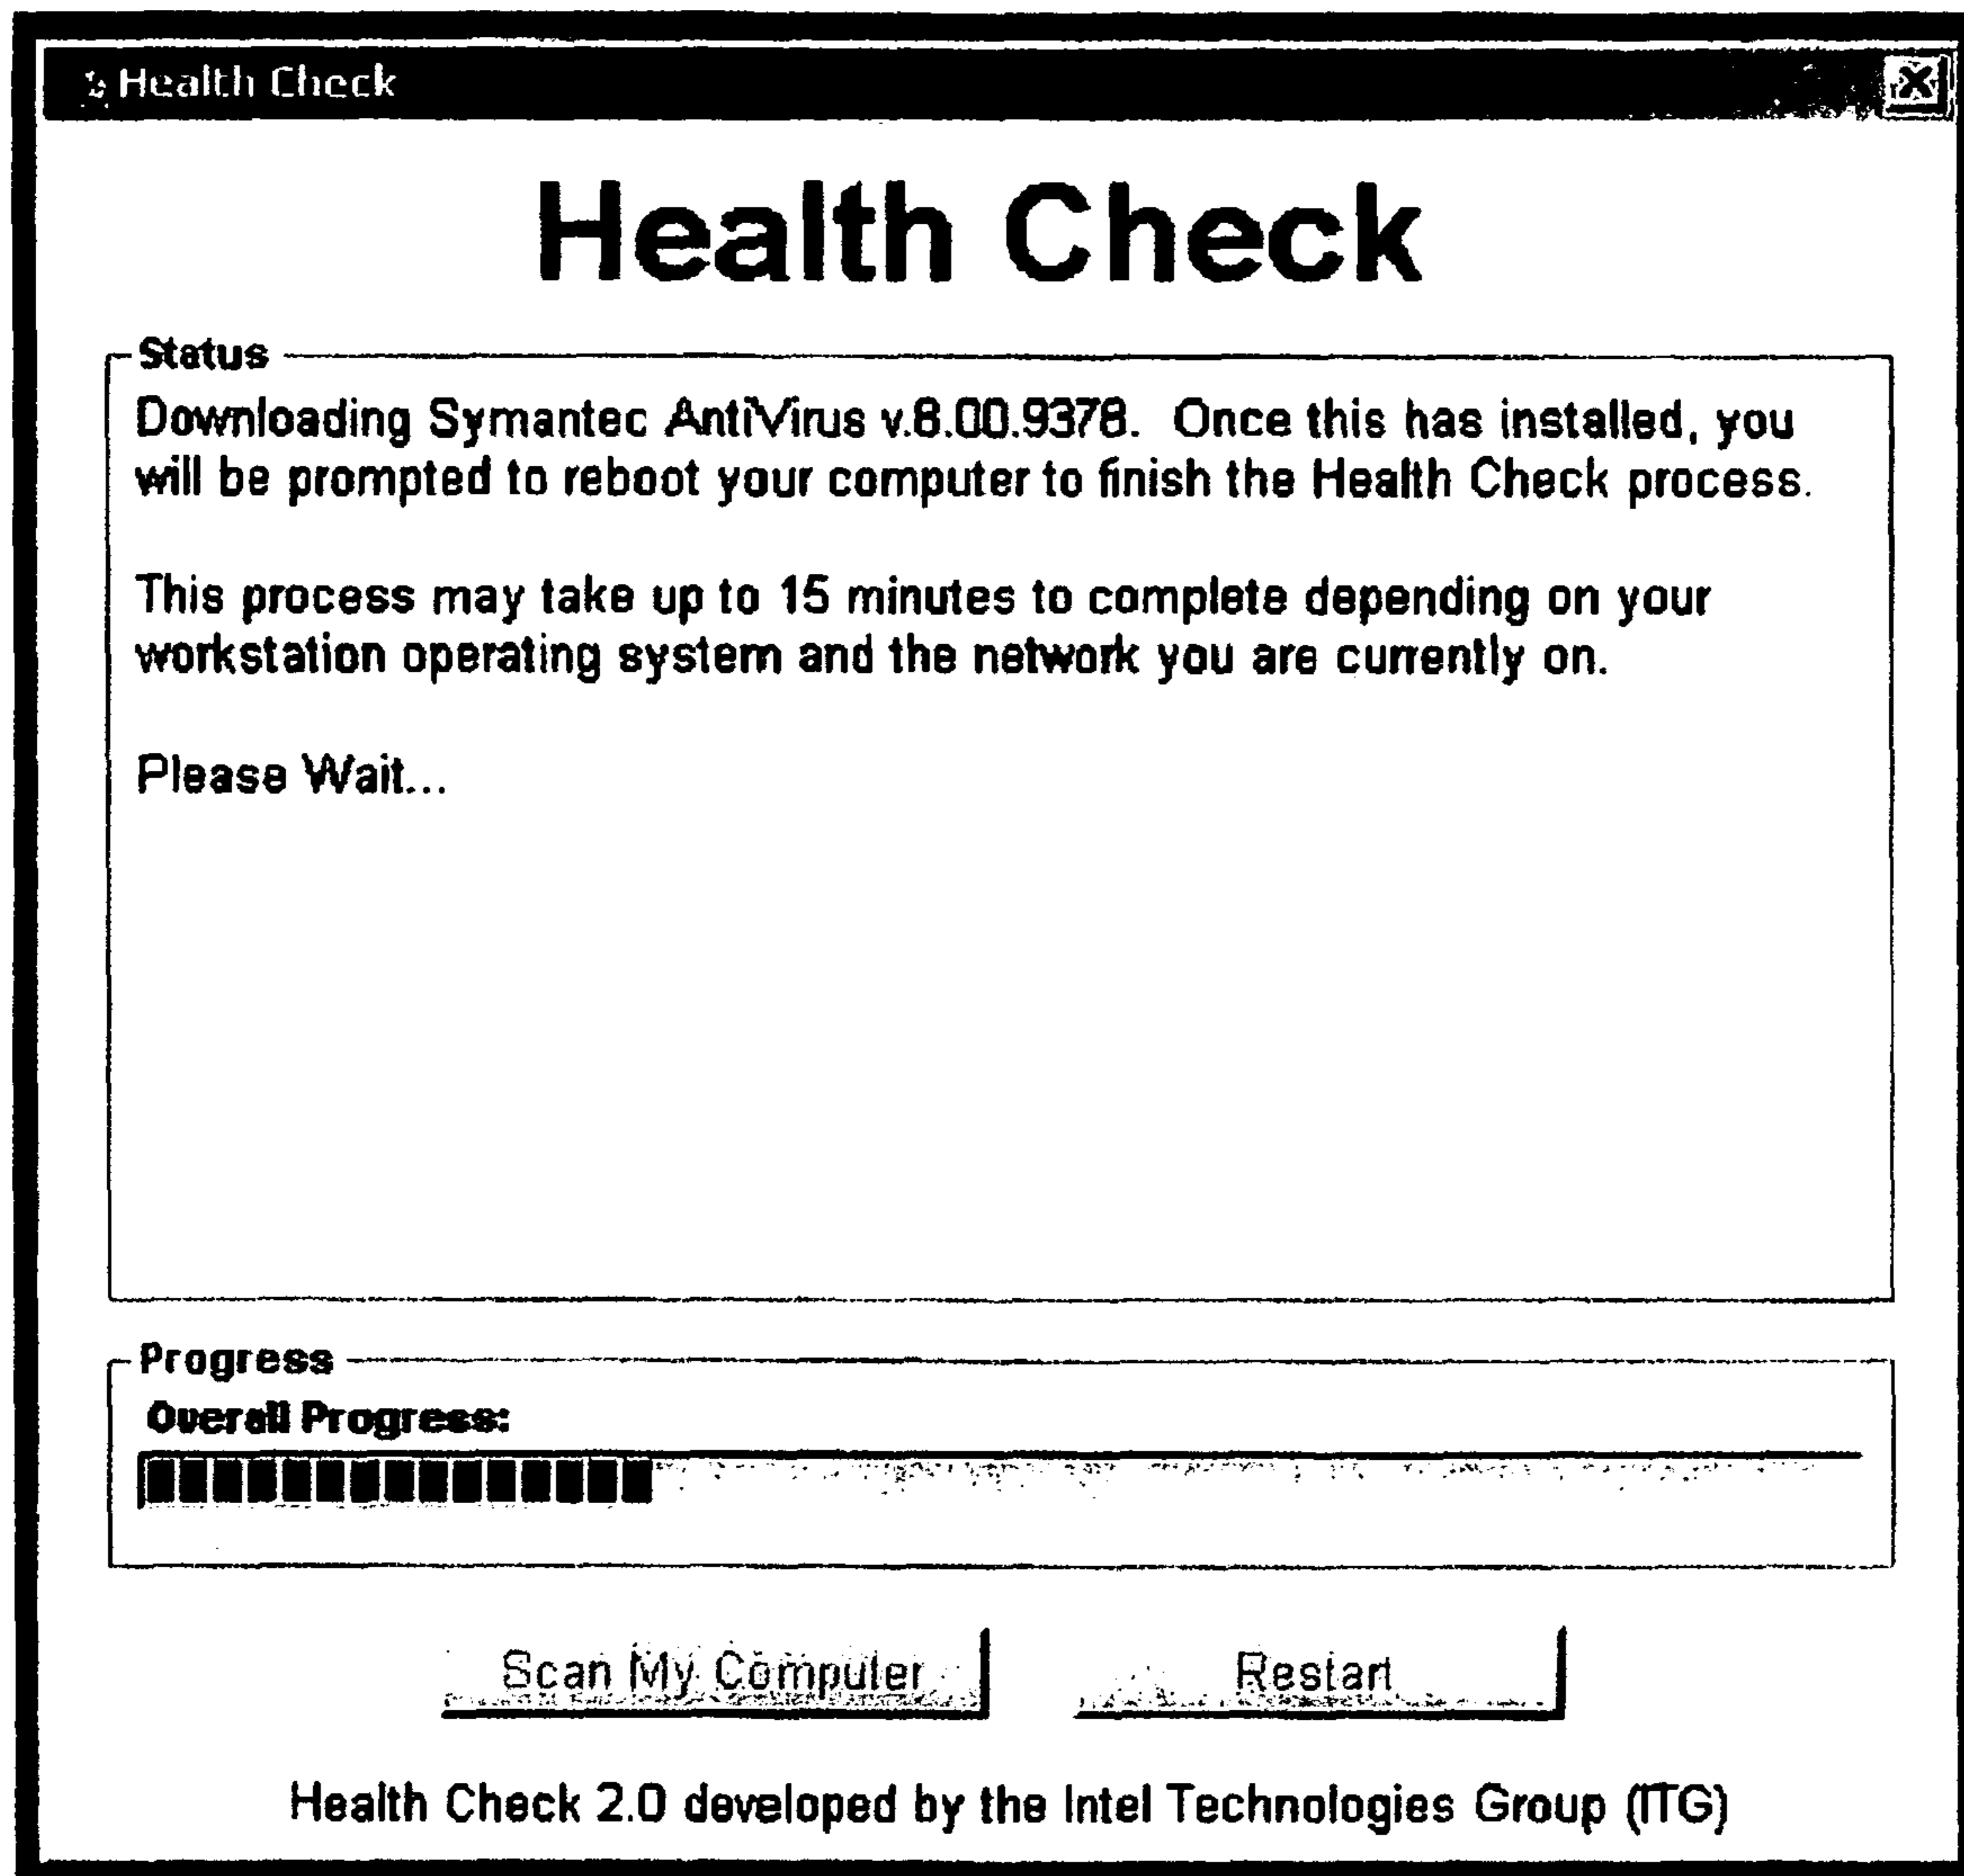 Health Check
Health Check
Status
Downloading Symantec AntiVirus v.8.00.9378.  Once this has installed, you
will be prompted to reboot your computer to finish the Health Check process.
This process may take up to 15 minutes to complete depending on your
workstation operating system and the network you are currently on.
Please Wait...
Progress
Overall Progress:
Scan My Computer
Restart
Health Check 2.0 developed by the Intel Technologies Group (ITG)